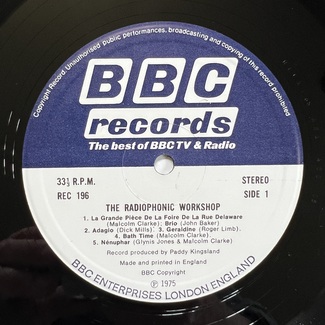 Copyright Record. Unauthorised public performances, broadcasting and copying of this record prohibited
BBC
records
The best of BBC TV & Radio
33⅓ R.P.M.
STEREO
REC 196
SIDE 1
THE RADIOPHONIC WORKSHOP
1. La Grande Pièce De La Foire De La Rue Delaware
(Malcolm Clarke). Brio (John Baker)
2. Adagio (Dick Mills). 3. Geraldine (Roger Limb).
4. Bath Time (Malcolm Clarke)
5. Nénuphar (Glynis Jones & Malcolm Clarke)
Record produced by Paddy Kingsland
Made and printed in England
BBC Copyright
Ⓟ 1975
BBC ENTERPRISES LONDON ENGLAND